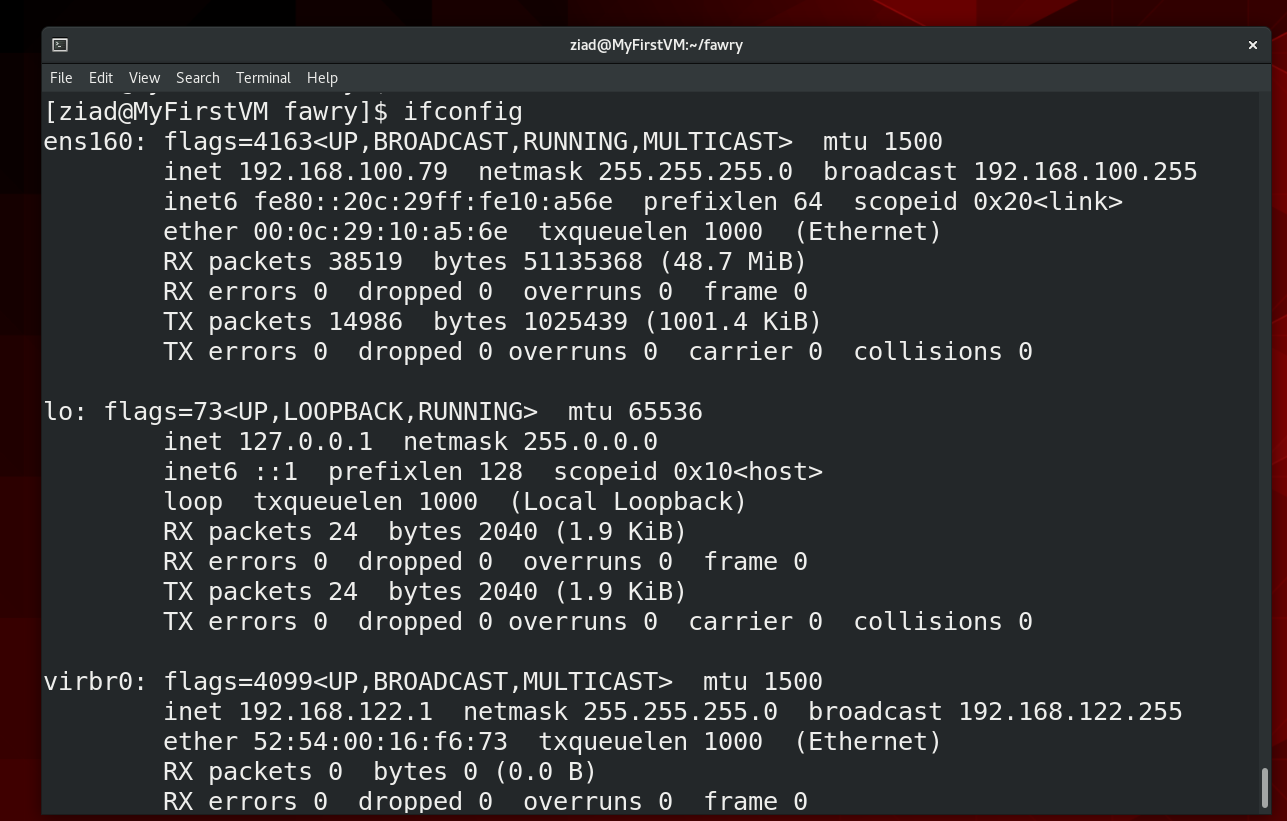 ziad@MyFirstVM:~/fawry
File Edit View Search Terminal Help
[ziad@MyFirstVM fawry]$ ifconfig
ens160: flags=4163<UP,BROADCAST,RUNNING,MULTICAST>  mtu 1500
        inet 192.168.100.79  netmask 255.255.255.0  broadcast 192.168.100.255
        inet6 fe80::20c:29ff:fe10:a56e  prefixlen 64  scopeid 0x20<link>
        ether 00:0c:29:10:a5:6e  txqueuelen 1000  (Ethernet)
        RX packets 38519  bytes 51135368 (48.7 MiB)
        RX errors 0  dropped 0  overruns 0  frame 0
        TX packets 14986  bytes 1025439 (1001.4 KiB)
        TX errors 0  dropped 0 overruns 0  carrier 0  collisions 0

lo: flags=73<UP,LOOPBACK,RUNNING>  mtu 65536
        inet 127.0.0.1  netmask 255.0.0.0
        inet6 ::1  prefixlen 128  scopeid 0x10<host>
        loop  txqueuelen 1000  (Local Loopback)
        RX packets 24  bytes 2040 (1.9 KiB)
        RX errors 0  dropped 0  overruns 0  frame 0
        TX packets 24  bytes 2040 (1.9 KiB)
        TX errors 0  dropped 0 overruns 0  carrier 0  collisions 0

virbr0: flags=4099<UP,BROADCAST,MULTICAST>  mtu 1500
        inet 192.168.122.1  netmask 255.255.255.0  broadcast 192.168.122.255
        ether 52:54:00:16:f6:73  txqueuelen 1000  (Ethernet)
        RX packets 0  bytes 0 (0.0 B)
        RX errors 0  dropped 0  overruns 0  frame 0